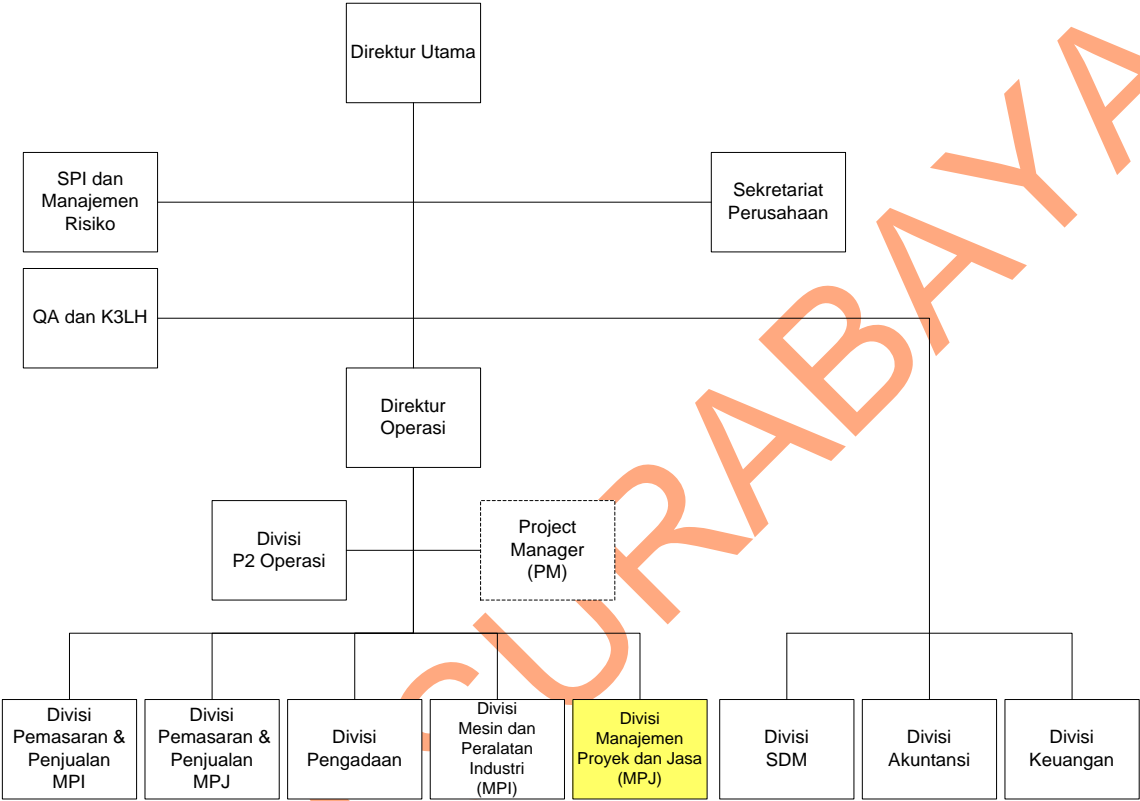 Direktur Utama
SPI dan
Manajemen
Risiko
Sekretariat
Perusahaan
QA dan K3LH
Direktur
Operasi
Divisi
P2 Operasi
Project
Manager
(PM)
Divisi
Pemasaran &
Penjualan
MPI
Divisi
Pemasaran &
Penjualan
MPJ
Divisi
Pengadaan
Divisi
Mesin dan
Peralatan
Industri
(MPI)
Divisi
Manajemen
Proyek dan Jasa
(MPJ)
Divisi
SDM
Divisi
Akuntansi
Divisi
Keuangan
SURABAYA